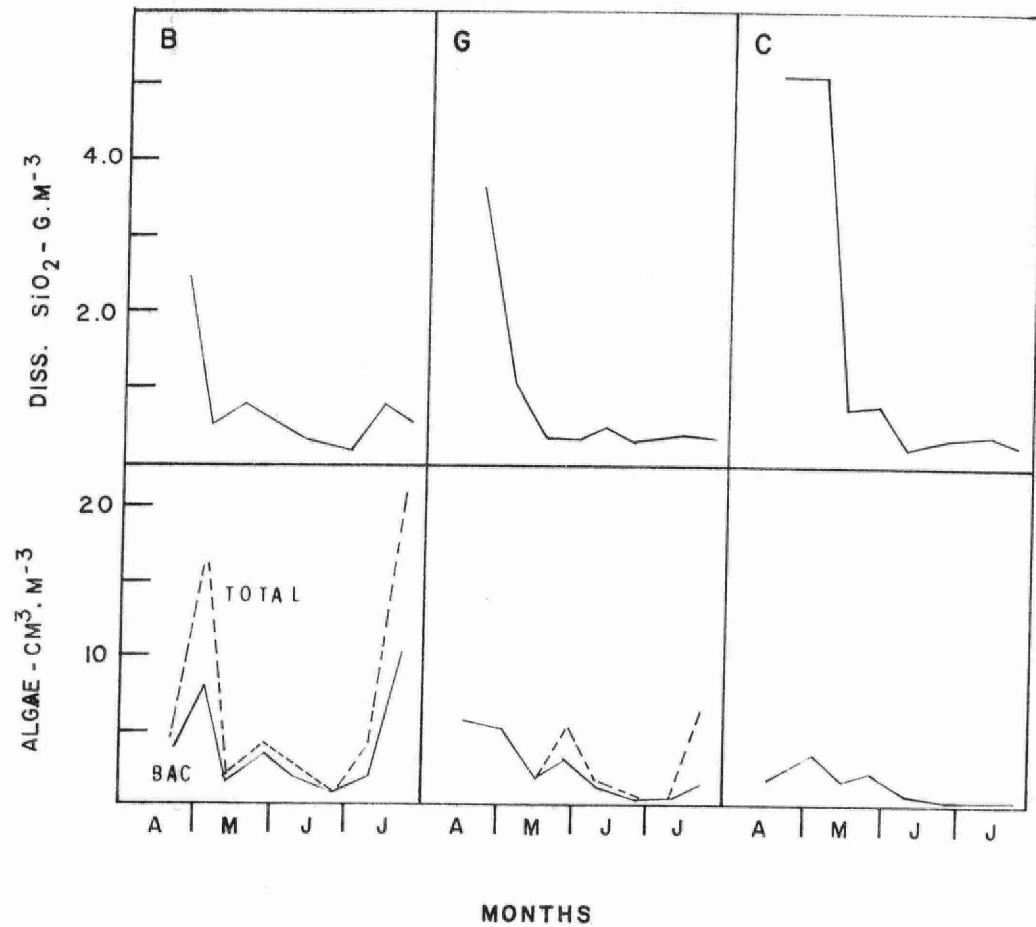 B G C
4.0
2.0
DISS. SiO₂ - G.M⁻³
20
10
ALGAE - CM³. M⁻³
TOTAL
BAC
A M J J A M J J A M J J
MONTHS